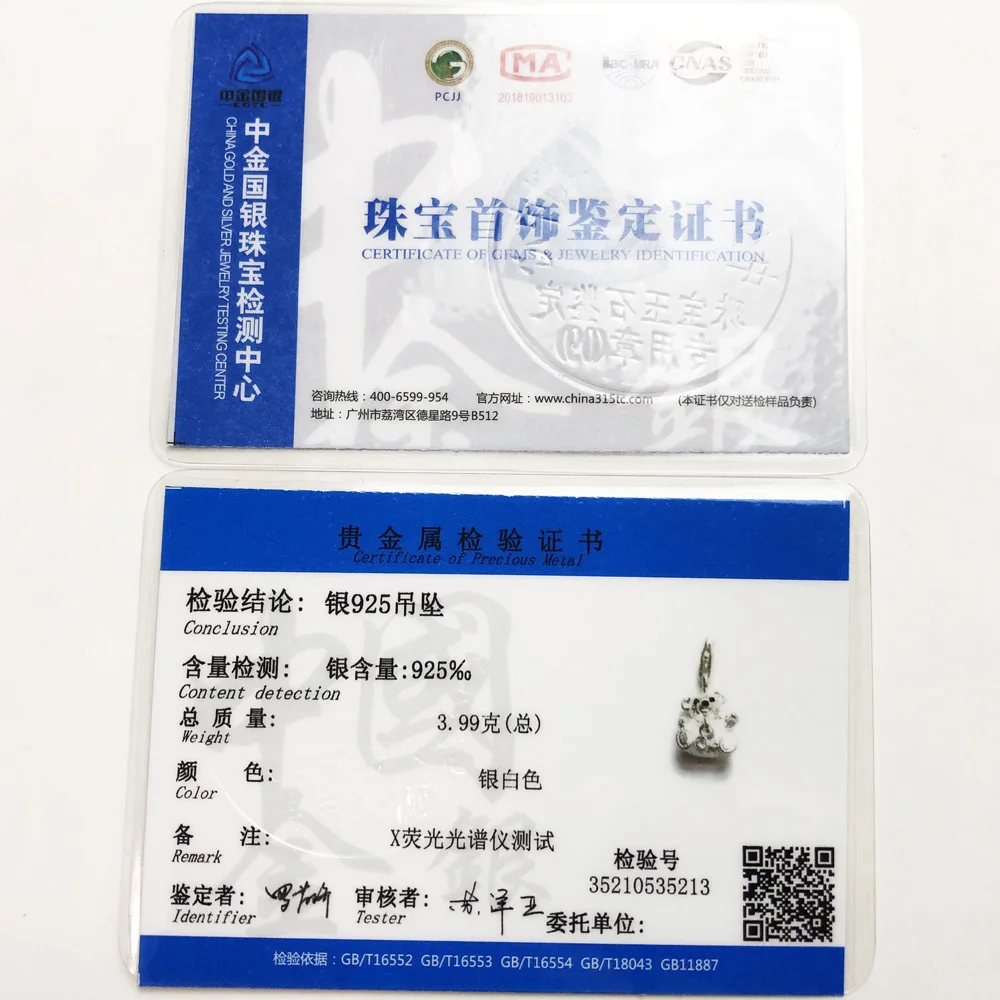 中金国银
CGTC
中金国银珠宝检测中心
CHINA GOLD AND SILVER JEWELRY TESTING CENTER
PCJJ
MA
201819013103
CNAS
珠宝首饰鉴定证书
CERTIFICATE OF GEMS & JEWELRY IDENTIFICATION
咨询热线：400-6599-954 官方网址：www.china315tc.com (本证书仅对送检样品负责)
地址：广州市荔湾区德星路9号B512
贵金属检验证书
Certificate of Precious Metal
检验结论: 银925吊坠
Conclusion
含量检测: 银含量:925‰
Content detection
总质量: 3.99克(总)
Weight
颜色: 银白色
Color
备注: X荧光光谱仪测试
Remark
检验号
35210535213
鉴定者: 审核者:
Identifier Tester
委托单位:
检验依据：GB/T16552 GB/T16553 GB/T16554 GB/T18043 GB11887